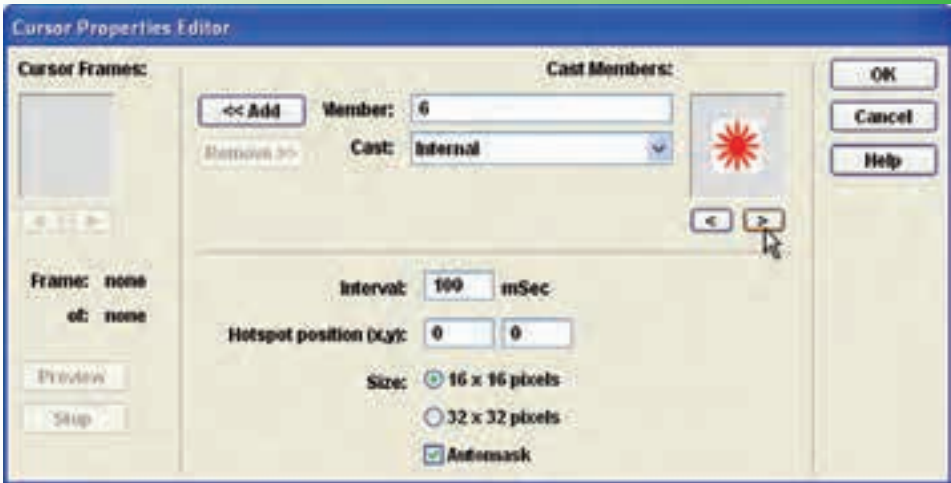 Cursor Properties Editor
Cursor Frames:
Cast Members:
OK
<< Add
Member: 6
Cancel
Remove >>
Cast: Internal
Help
<
>
Frame: none
of: none
Interval: 100 mSec
Hotspot position (x,y): 0 0
Preview
Size: 16 x 16 pixels
Stop
32 x 32 pixels
Automask